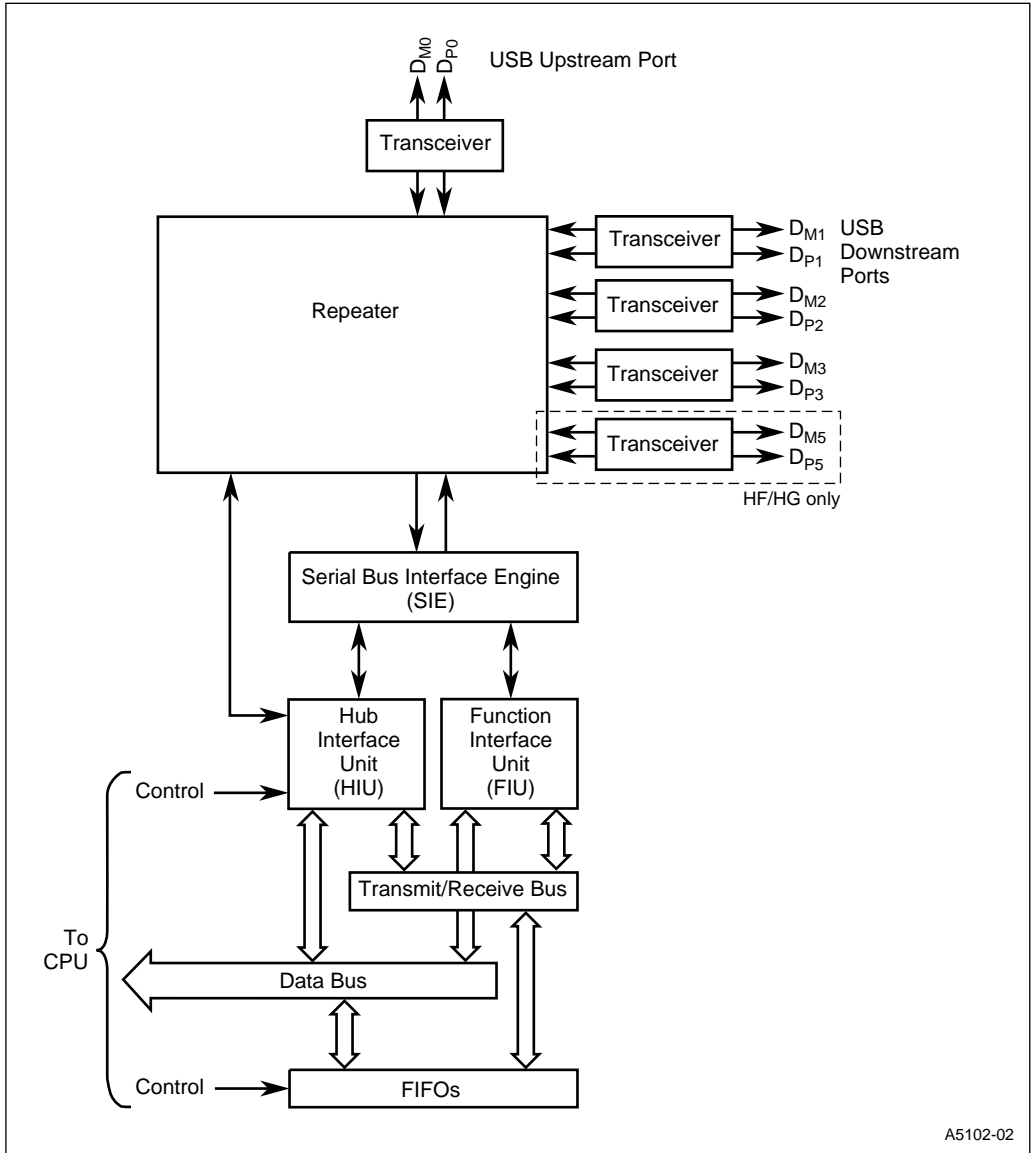 DM0
DP0
USB Upstream Port
Transceiver
Repeater
Transceiver
DM1
DP1
USB
Downstream
Ports
Transceiver
DM2
DP2
Transceiver
DM3
DP3
Transceiver
DM5
DP5
HF/HG only
Serial Bus Interface Engine
(SIE)
Hub
Interface
Unit
(HIU)
Function
Interface
Unit
(FIU)
Control
Transmit/Receive Bus
To
CPU
Data Bus
Control
FIFOs
A5102-02